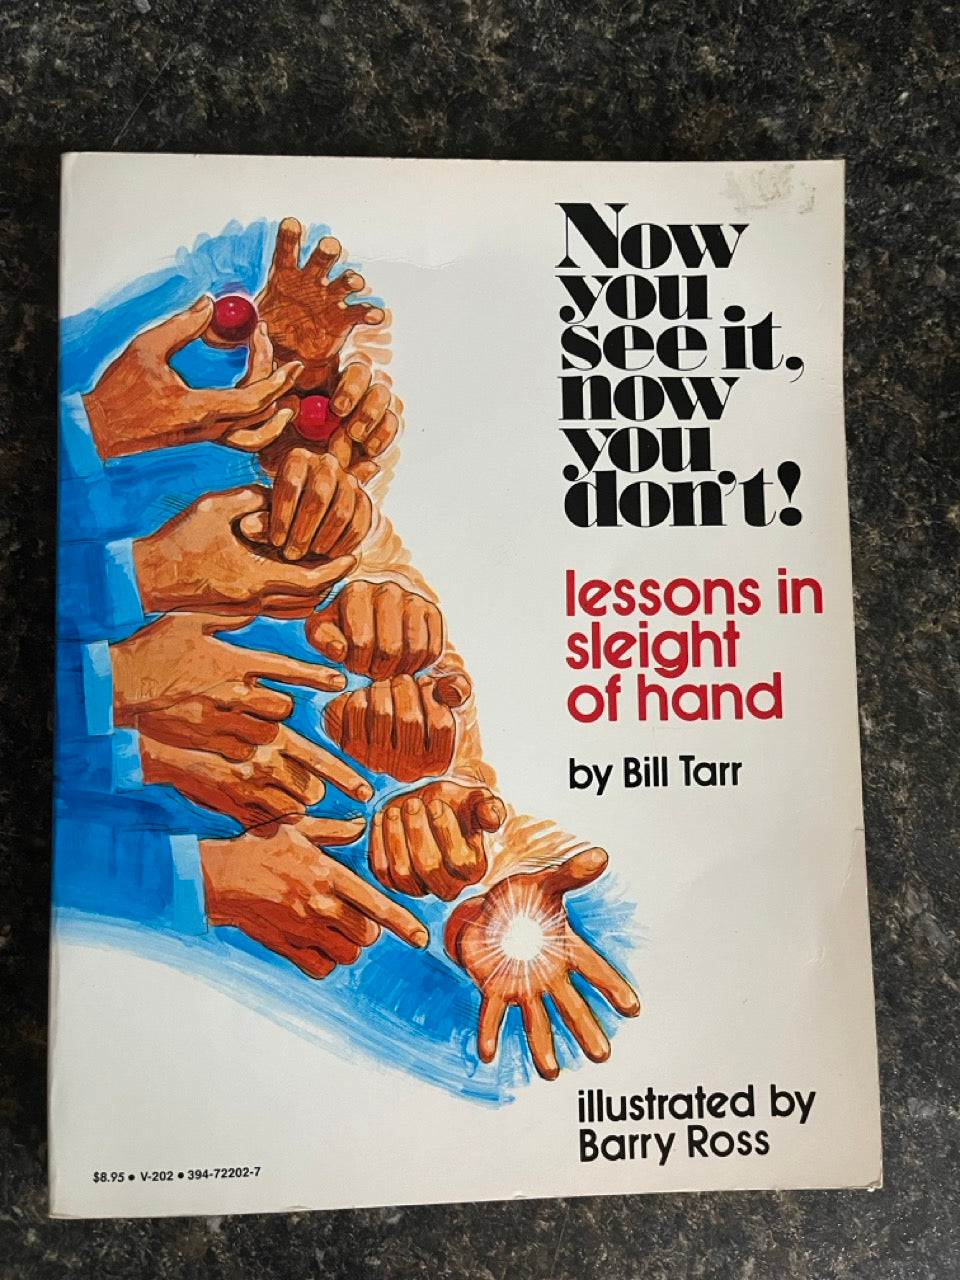 Now
you
see it,
now
you
don't!
lessons in
sleight
of hand
by Bill Tarr
illustrated by
Barry Ross
$8.95 • V-202 • 394-72202-7